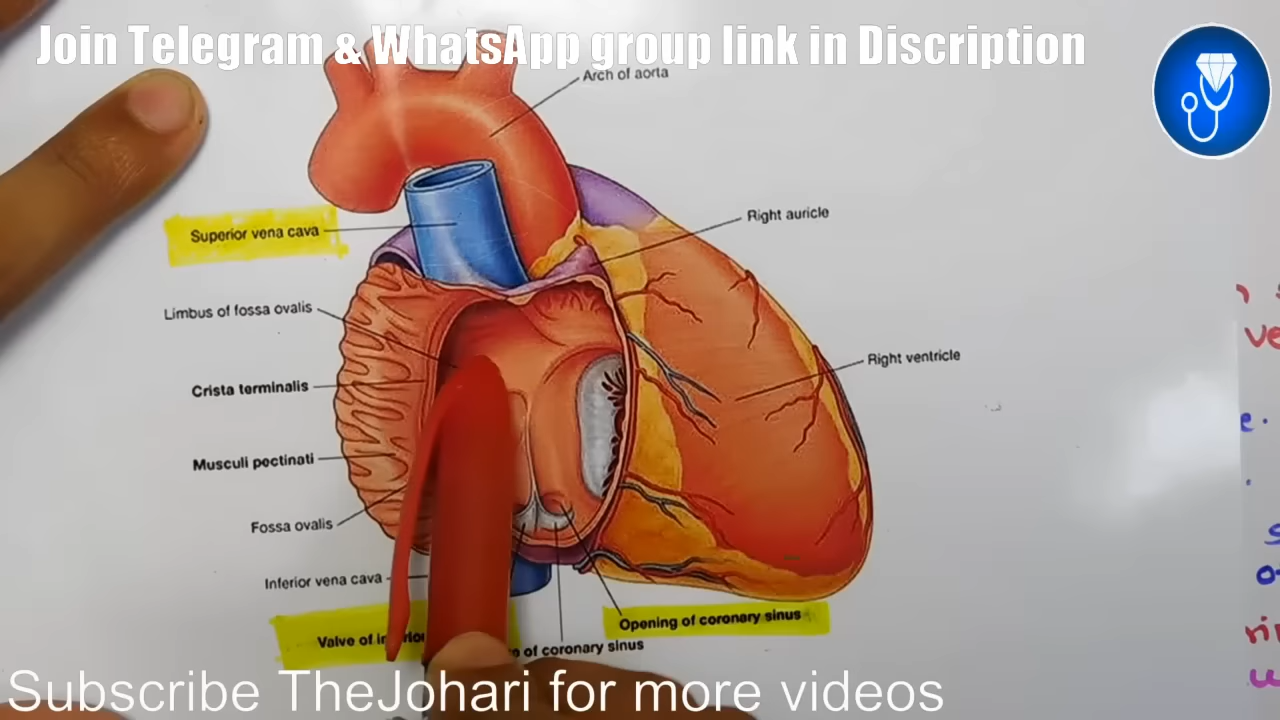 Join Telegram & WhatsApp group link in Discription
Arch of aorta
Right auricle
Superior vena cava
Limbus of fossa ovalis
Right ventricle
Crista terminalis
Musculi pectinati
Fossa ovalis
Inferior vena cava
Opening of coronary sinus
Valve of
of coronary sinus
Subscribe TheJohari for more videos